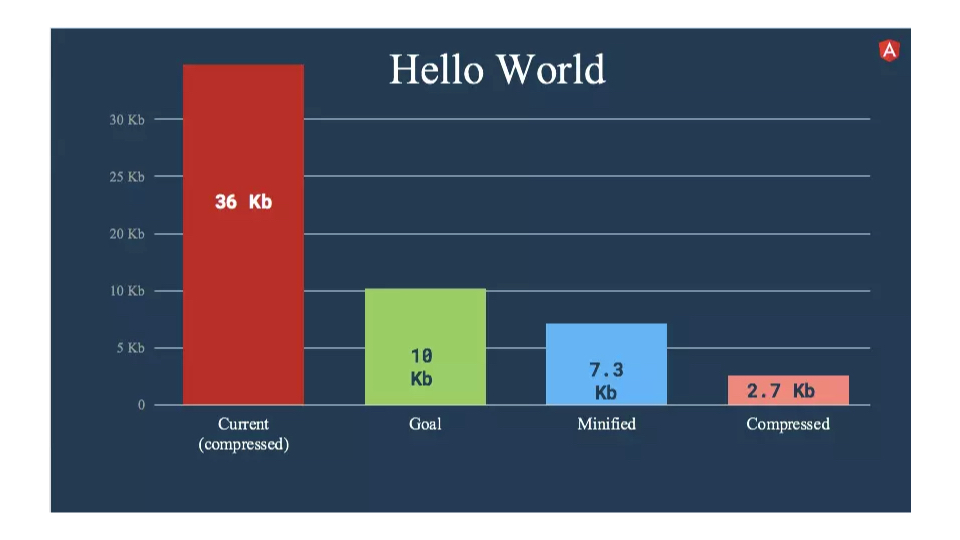 Hello World
30 Kb
25 Kb
20 Kb
10 Kb
5 Kb
0
36 Kb
10
Kb
7.3
Kb
2.7 Kb
Current
(compressed)
Goal
Minified
Compressed
A